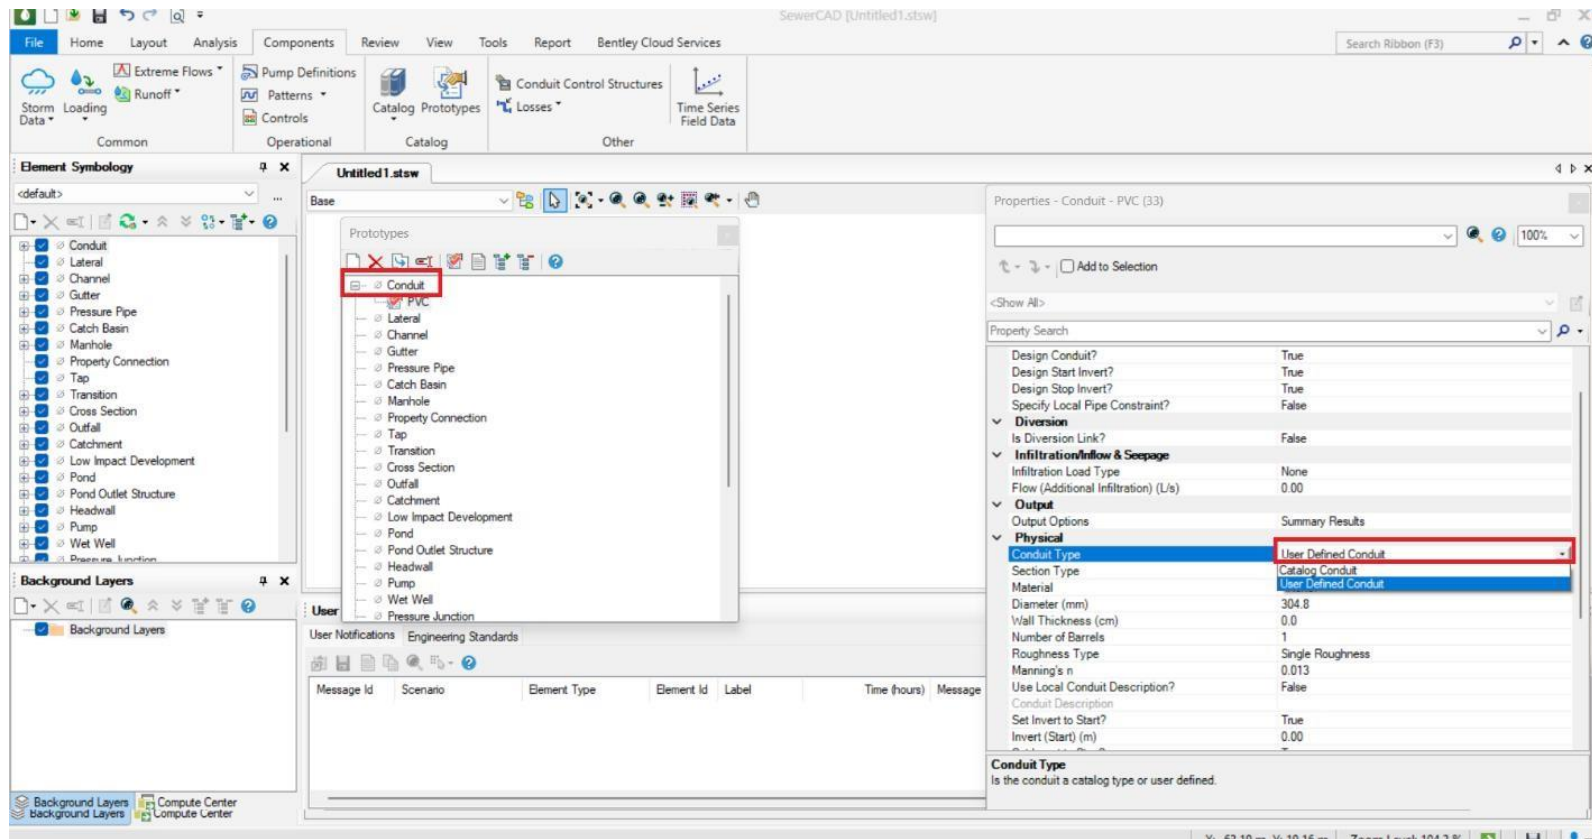 SewerCAD [Untitled1.stsw]
File Home Layout Analysis Components Review View Tools Report Bentley Cloud Services Search Ribbon (F3)
Storm Data Loading Extreme Flows Runoff
Common
Pump Definitions
Patterns
Controls
Operational
Catalog Prototypes
Catalog
Conduit Control Structures
Losses
Time Series Field Data
Other
Element Symbology
<default>
...
Conduit
Lateral
Channel
Gutter
Pressure Pipe
Catch Basin
Manhole
Property Connection
Tap
Transition
Cross Section
Outfall
Catchment
Low Impact Development
Pond
Pond Outlet Structure
Headwall
Pump
Wet Well
Pressure Junction
Background Layers
Background Layers
Background Layers Compute Center
Background Layers Compute Center
Untitled1.stsw
Base
Prototypes
Conduit
PVC
Lateral
Channel
Gutter
Pressure Pipe
Catch Basin
Manhole
Property Connection
Tap
Transition
Cross Section
Outfall
Catchment
Low Impact Development
Pond
Pond Outlet Structure
Headwall
Pump
Wet Well
Pressure Junction
User
User Notifications Engineering Standards
Message Id Scenario Element Type Element Id Label Time (hours) Message
Properties - Conduit - PVC (33)
100%
Add to Selection
<Show All>
Property Search
Design Conduit? True
Design Start Invert? True
Design Stop Invert? True
Specify Local Pipe Constraint? False
Diversion
Is Diversion Link? False
Infiltration/Inflow & Seepage
Infiltration Load Type None
Flow (Additional Infiltration) (L/s) 0.00
Output
Output Options Summary Results
Physical
Conduit Type User Defined Conduit
Catalog Conduit
User Defined Conduit
Section Type
Material
Diameter (mm) 304.8
Wall Thickness (cm) 0.0
Number of Barrels 1
Roughness Type Single Roughness
Manning's n 0.013
Use Local Conduit Description? False
Conduit Description
Set Invert to Start? True
Invert (Start) (m) 0.00
Conduit Type
Is the conduit a catalog type or user defined.